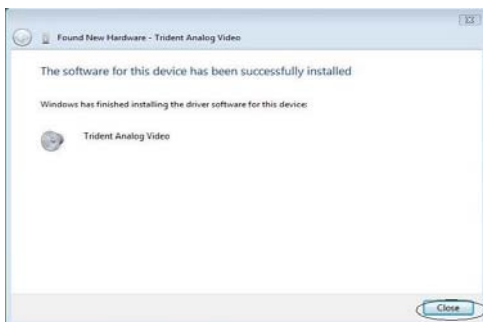 Found New Hardware - Trident Analog Video
The software for this device has been successfully installed
Windows has finished installing the driver software for this device:
Trident Analog Video
Close